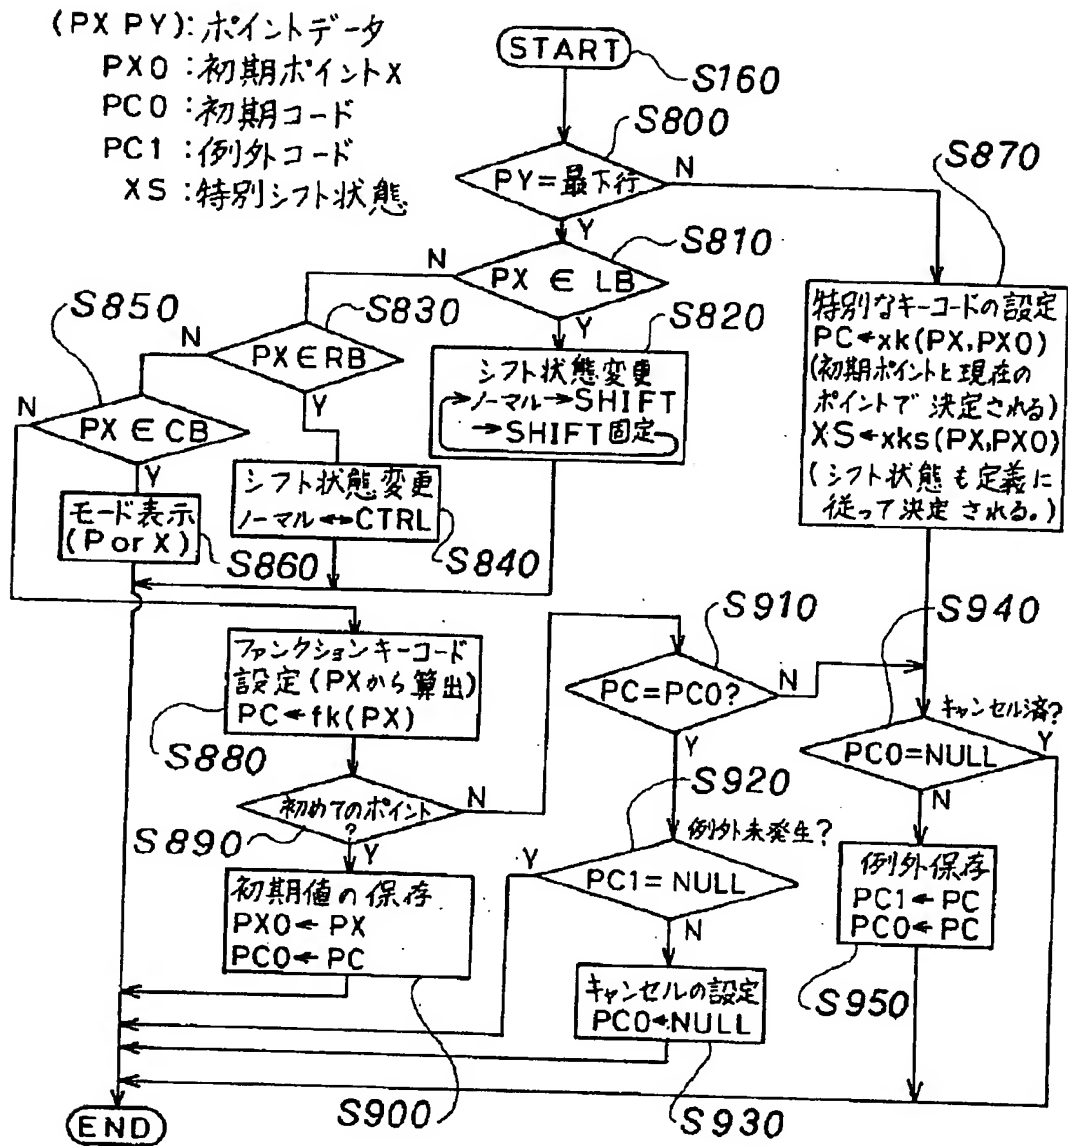 (PX PY):ポイントデータ
PX0:初期ポイントX
PC0:初期コード
PC1:例外コード
XS:特別シフト状態
START
S160
S800
PY=最下行
N
Y
S870
S810
PX ∈ LB
N
Y
S850
S830
S820
PX∈RB
N
Y
シフト状態変更
ノーマル→SHIFT
→SHIFT固定
特別なキーコードの設定
PC←xk(PX,PX0)
(初期ポイントと現在の
ポイントで決定される)
XS←xks(PX,PX0)
(シフト状態も定義に
従って決定される。)
N
PX∈CB
Y
モード表示
(PorX)
S860
シフト状態変更
ノーマル↔CTRL
S840
S910
S940
ファンクションキーコード
設定(PXから算出)
PC←fk(PX)
S880
PC=PC0?
N
Y
キャンセル済?
PC0=NULL
Y
N
初めてのポイント
?
N
Y
S890
S920
例外未発生?
PC1=NULL
Y
N
初期値の保存
PX0←PX
PC0←PC
例外保存
PC1←PC
PC0←PC
キャンセルの設定
PC0←NULL
S950
S900
S930
END